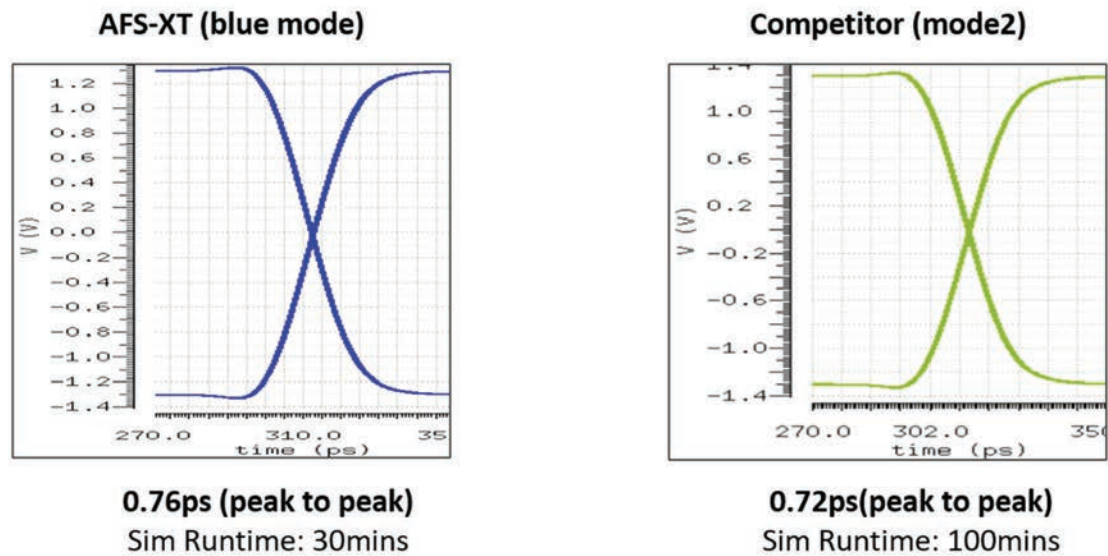 AFS-XT (blue mode)
Competitor (mode2)
V (V)
1.2
1.0
0.8
0.6
0.4
0.2
0.0
-0.2
-0.4
-0.6
-0.8
-1.0
-1.2
-1.4
270.0 310.0 35
time (ps)
V (V)
1.0
0.6
0.2
-0.2
-0.6
-1.0
-1.4
270.0 302.0 350
time (ps)
0.76ps (peak to peak)
Sim Runtime: 30mins
0.72ps(peak to peak)
Sim Runtime: 100mins